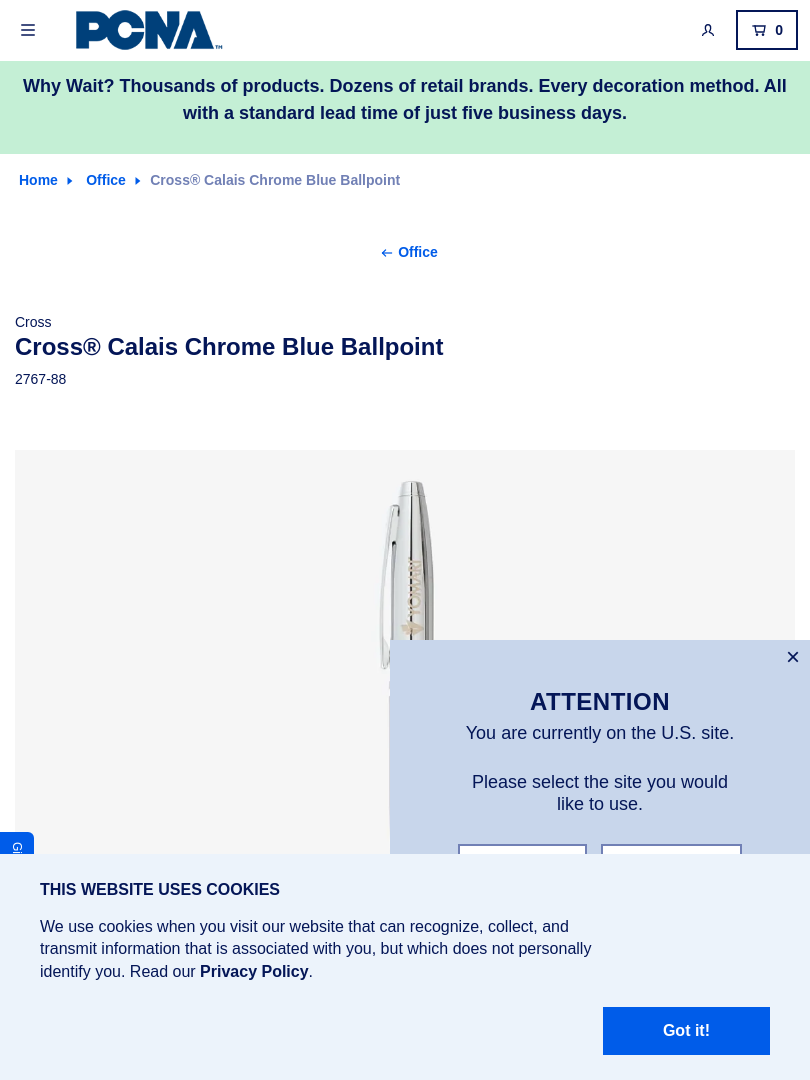 PCNA™
0
Why Wait? Thousands of products. Dozens of retail brands. Every decoration method. All
with a standard lead time of just five business days.
Home
Office
Cross® Calais Chrome Blue Ballpoint
← Office
Cross
Cross® Calais Chrome Blue Ballpoint
2767-88
YOMARI
×
ATTENTION
You are currently on the U.S. site.
Please select the site you would
like to use.
THIS WEBSITE USES COOKIES
We use cookies when you visit our website that can recognize, collect, and
transmit information that is associated with you, but which does not personally
identify you. Read our Privacy Policy.
Got it!